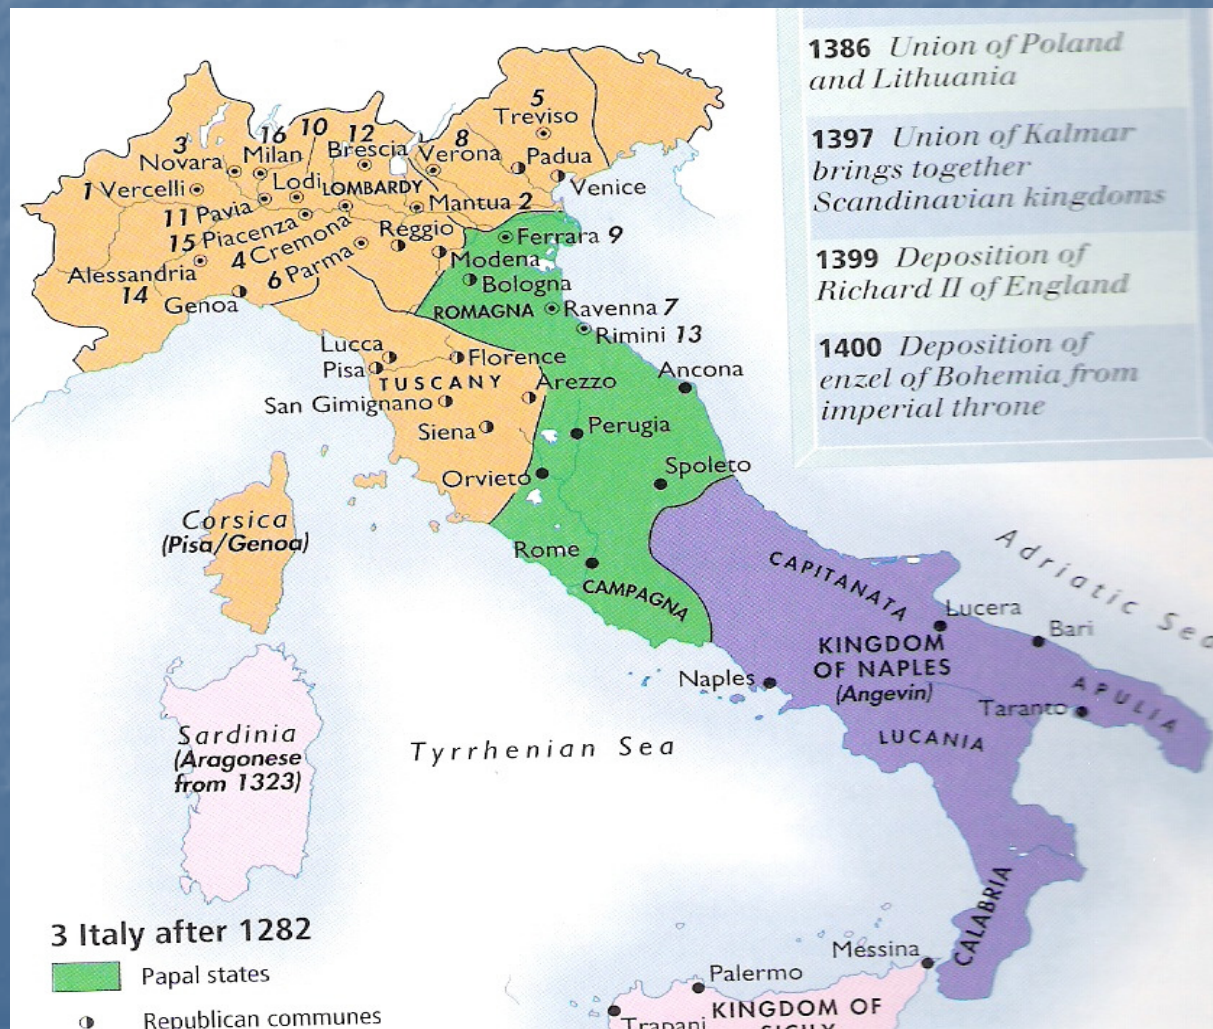 1386 Union of Poland
and Lithuania
1397 Union of Kalmar
brings together
Scandinavian kingdoms
1399 Deposition of
Richard II of England
1400 Deposition of
enzel of Bohemia from
imperial throne
5
Treviso
3
16
10
12
8
Novara
Milan
Brescia
Verona
Padua
1 Vercelli
Lodi
LOMBARDY
Venice
11 Pavia
Mantua 2
15 Piacenza
4 Cremona
Reggio
Ferrara 9
6 Parma
Modena
Alessandria
14
Bologna
Genoa
ROMAGNA
Ravenna 7
Rimini 13
Lucca
Florence
Pisa
TUSCANY
Arezzo
Ancona
San Gimignano
Siena
Perugia
Orvieto
Spoleto
Corsica
(Pisa/Genoa)
Rome
CAMPAGNA
Adriatic Sea
CAPITANATA
Lucera
Bari
KINGDOM
OF NAPLES
(Angevin)
Naples
APULIA
Taranto
LUCANIA
Sardinia
(Aragonese
from 1323)
Tyrrhenian Sea
CALABRIA
3 Italy after 1282
Papal states
Republican communes
Messina
Palermo
Trapani
KINGDOM OF
SICILY